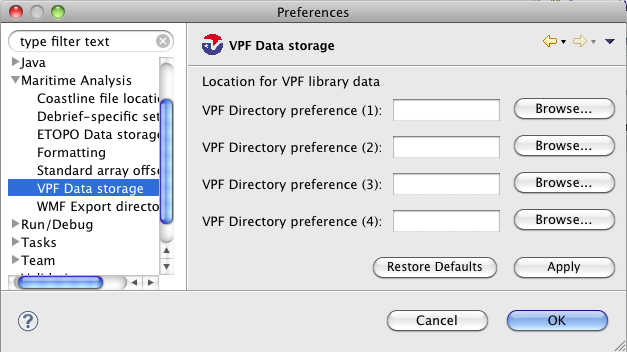 Preferences
type filter text
VPF Data storage
Java
Maritime Analysis
Coastline file locati
Debrief-specific set
ETOPO Data storage
Formatting
Standard array offs
VPF Data storage
WMF Export directo
Run/Debug
Tasks
Team
Location for VPF library data
VPF Directory preference (1): Browse...
VPF Directory preference (2): Browse...
VPF Directory preference (3): Browse...
VPF Directory preference (4): Browse...
Restore Defaults Apply
? Cancel OK